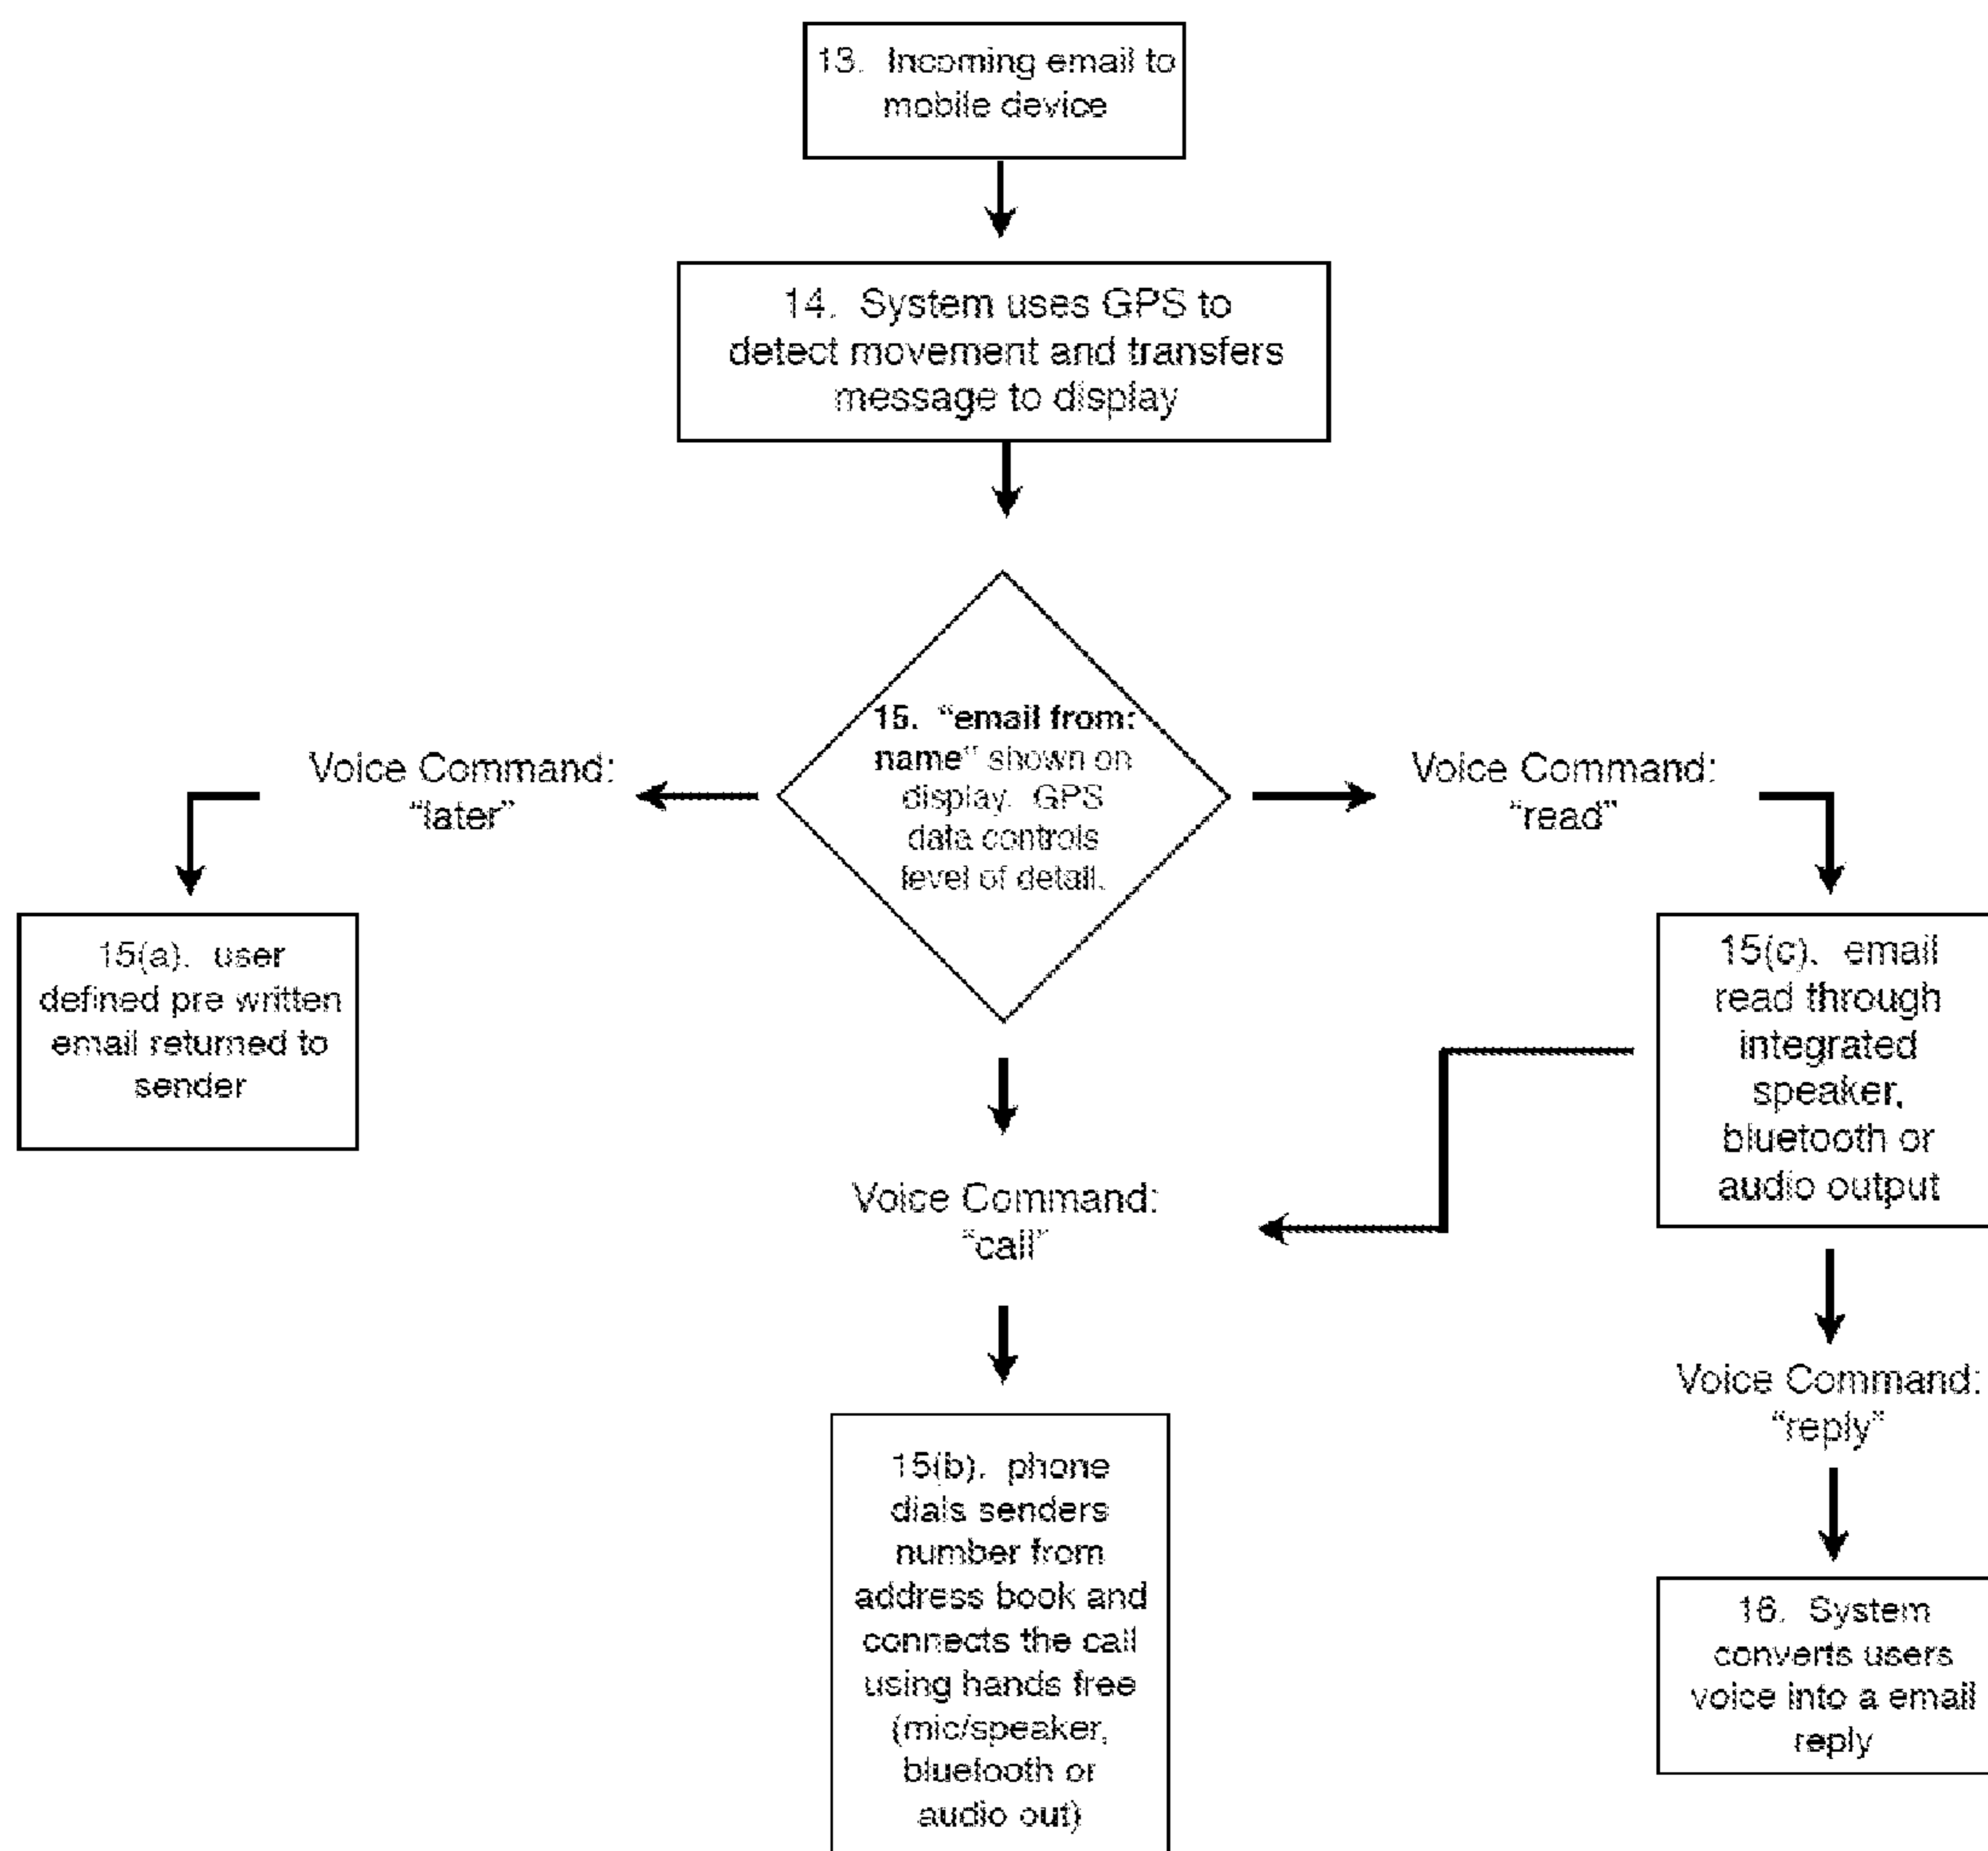 13. Incoming email to
mobile device
14. System uses GPS to
detect movement and transfers
message to display
15. “email from:
name” shown on
display. GPS
data controls
level of detail.
Voice Command:
“later”
Voice Command:
“read”
15(a). user
defined pre written
email returned to
sender
15(c). email
read through
integrated
speaker,
bluetooth or
audio output
Voice Command:
“call”
Voice Command:
“reply”
15(b). phone
dials senders
number from
address book and
connects the call
using hands free
(mic/speaker,
bluetooth or
audio out)
16. System
converts users
voice into a email
reply